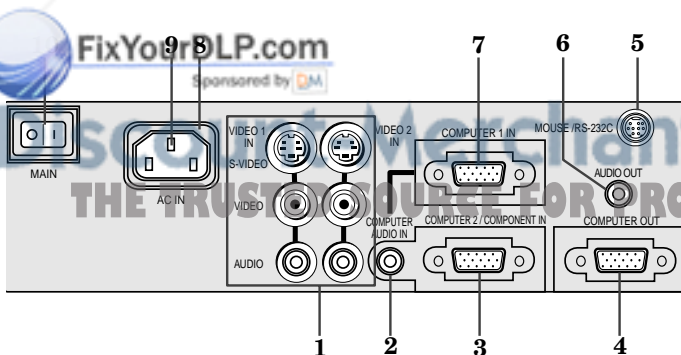 FixYourDLP.com
Sponsored by DM
9 8 7 6 5
Discount-Merchant
THE TRUSTED SOURCE FOR PRO
MAIN
O I
AC IN
VIDEO 1 IN
VIDEO 2 IN
S-VIDEO
VIDEO
AUDIO
COMPUTER 1 IN
MOUSE /RS-232C
AUDIO OUT
COMPUTER AUDIO IN
COMPUTER 2 / COMPONENT IN
COMPUTER OUT
1 2 3 4